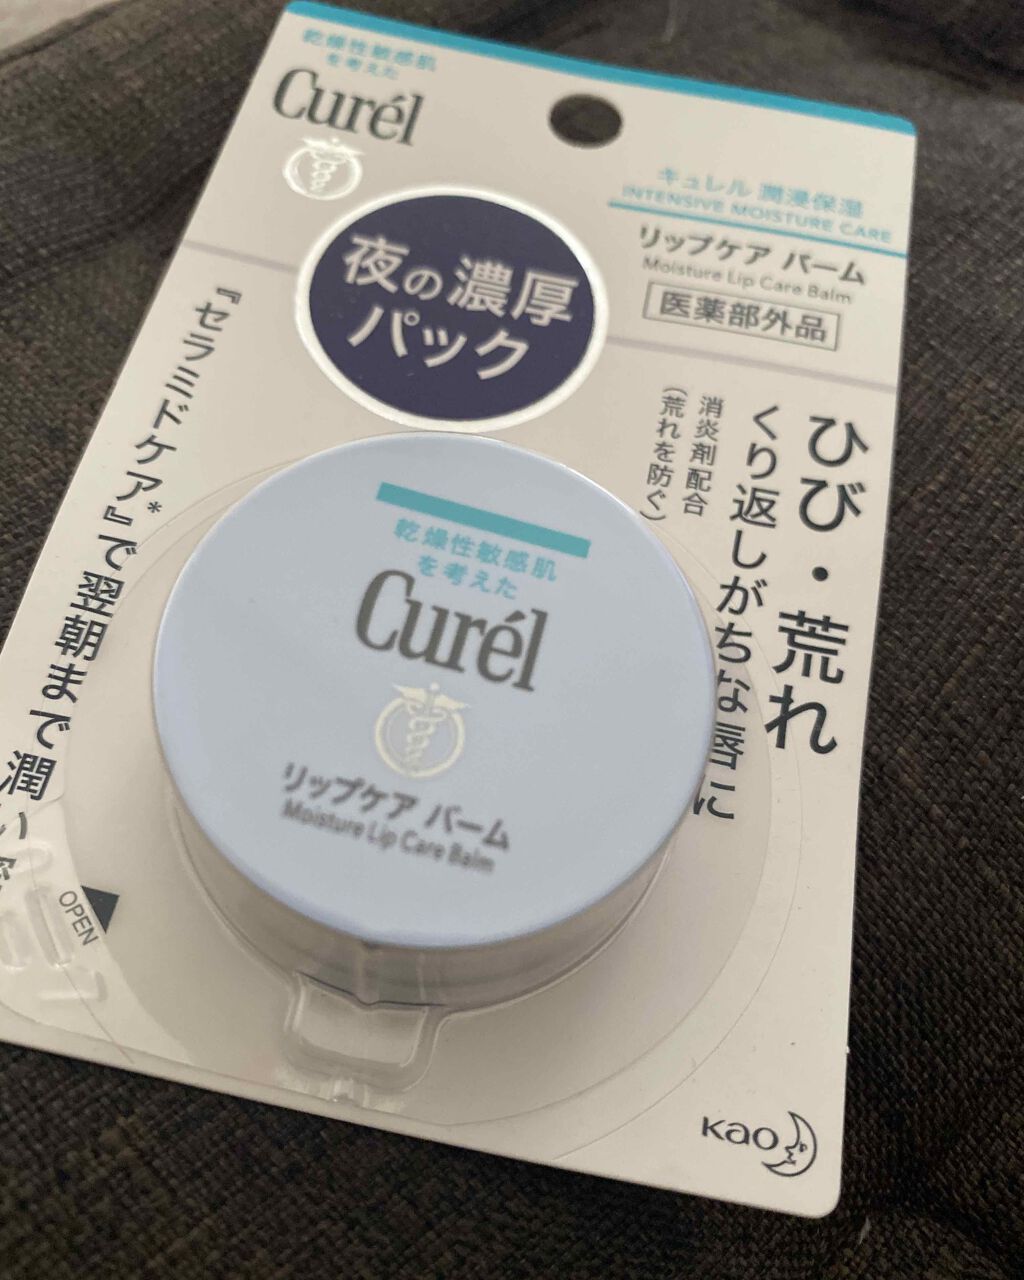 乾燥性敏感肌
を考えた
Curél
キュレル 潤浸保湿
INTENSIVE MOISTURE CARE
リップケア バーム
Moisture Lip Care Balm
医薬部外品
夜の濃厚
パック
ひび・荒れ
くり返しがちな唇に
消炎剤配合
(荒れを防ぐ)
『セラミドケア*』で翌朝まで潤い
乾燥性敏感肌
を考えた
Curél
リップケア バーム
Moisture Lip Care Balm
OPEN
Kao